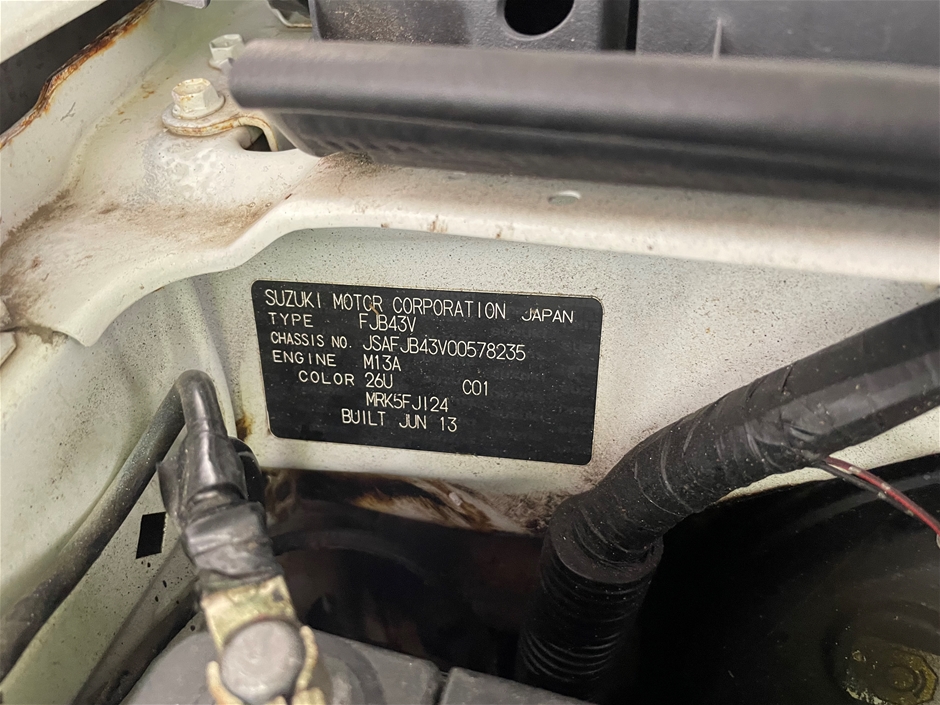 SUZUKI MOTOR CORPORATION JAPAN
TYPE FJB43V
CHASSIS NO. JSAFJB43V00578235
ENGINE M13A
COLOR 26U C01
MRK5FJ124
BUILT JUN 13